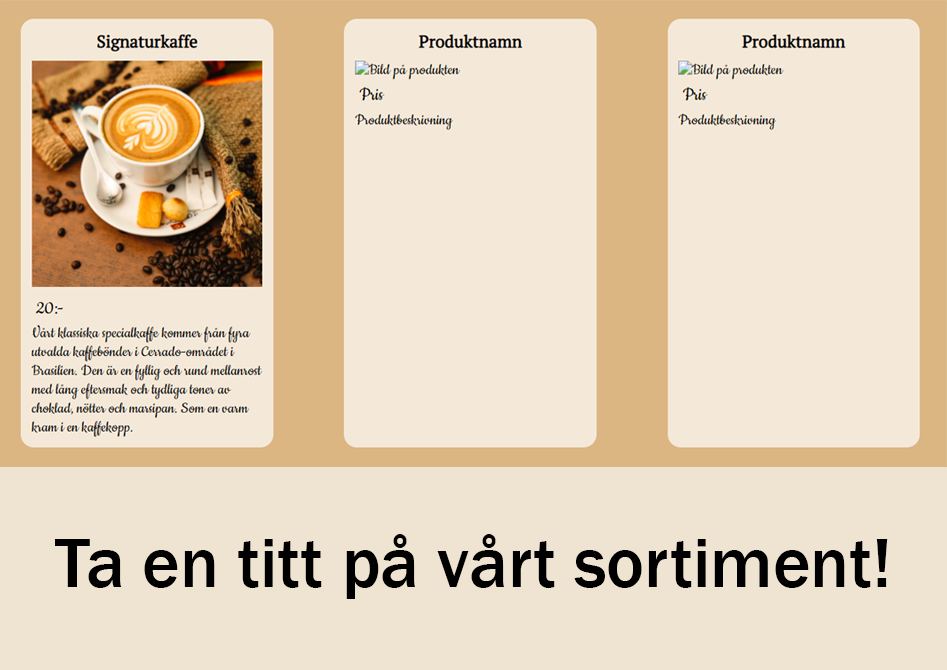 Signaturkaffe
20:-
Vårt klassiska specialkaffe kommer från fyra
utvalda kaffebönder i Cerrado-området i
Brasilien. Den är en fyllig och rund mellanrost
med lång eftersmak och tydliga toner av
choklad, nötter och marsipan. Som en varm
kram i en kaffekopp.
Produktnamn
Bild på produkten
Pris
Produktbeskrivning
Produktnamn
Bild på produkten
Pris
Produktbeskrivning
Ta en titt på vårt sortiment!